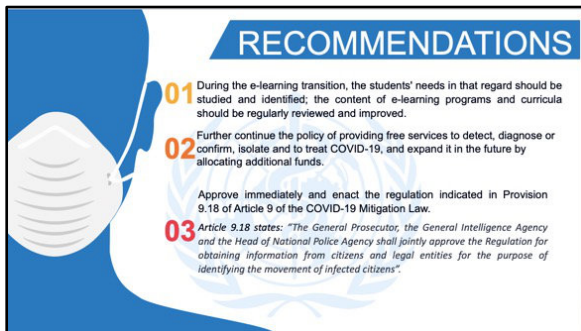 RECOMMENDATIONS
01
During the e-learning transition, the students' needs in that regard should be
studied and identified; the content of e-learning programs and curricula
should be regularly reviewed and improved.
02
Further continue the policy of providing free services to detect, diagnose or
confirm, isolate and to treat COVID-19, and expand it in the future by
allocating additional funds.
03
Approve immediately and enact the regulation indicated in Provision
9.18 of Article 9 of the COVID-19 Mitigation Law.
Article 9.18 states: “The General Prosecutor, the General Intelligence Agency
and the Head of National Police Agency shall jointly approve the Regulation for
obtaining information from citizens and legal entities for the purpose of
identifying the movement of infected citizens”.